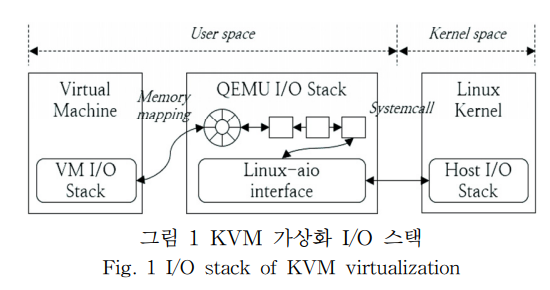 User space
Kernel space
Virtual
Machine
Memory
mapping
QEMU I/O Stack
Systemcall
Linux
Kernel
VM I/O
Stack
Linux-aio
interface
Host I/O
Stack
그림 1 KVM 가상화 I/O 스택
Fig. 1 I/O stack of KVM virtualization